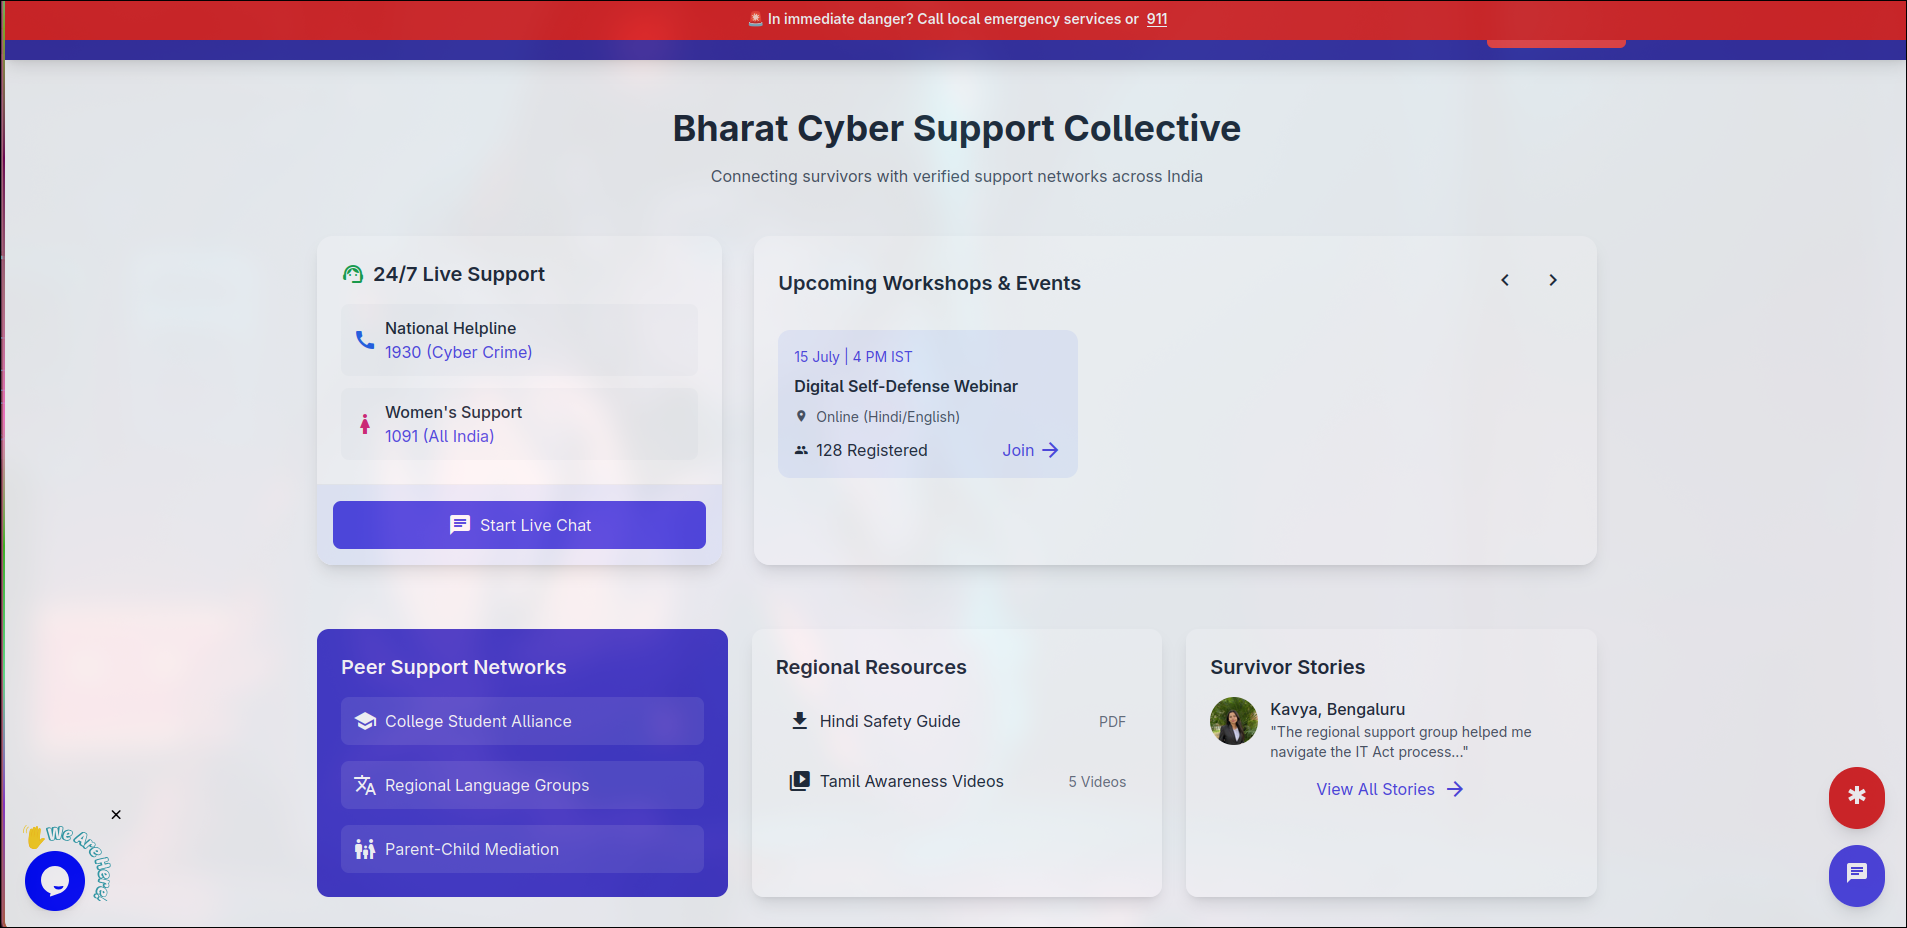 🚨 In immediate danger? Call local emergency services or 911
Bharat Cyber Support Collective
Connecting survivors with verified support networks across India
24/7 Live Support
National Helpline
1930 (Cyber Crime)
Women's Support
1091 (All India)
Start Live Chat
Upcoming Workshops & Events
15 July | 4 PM IST
Digital Self-Defense Webinar
Online (Hindi/English)
128 Registered
Join
Peer Support Networks
College Student Alliance
Regional Language Groups
Parent-Child Mediation
Regional Resources
Hindi Safety Guide PDF
Tamil Awareness Videos 5 Videos
Survivor Stories
Kavya, Bengaluru
"The regional support group helped me
navigate the IT Act process..."
View All Stories
We Are Here!